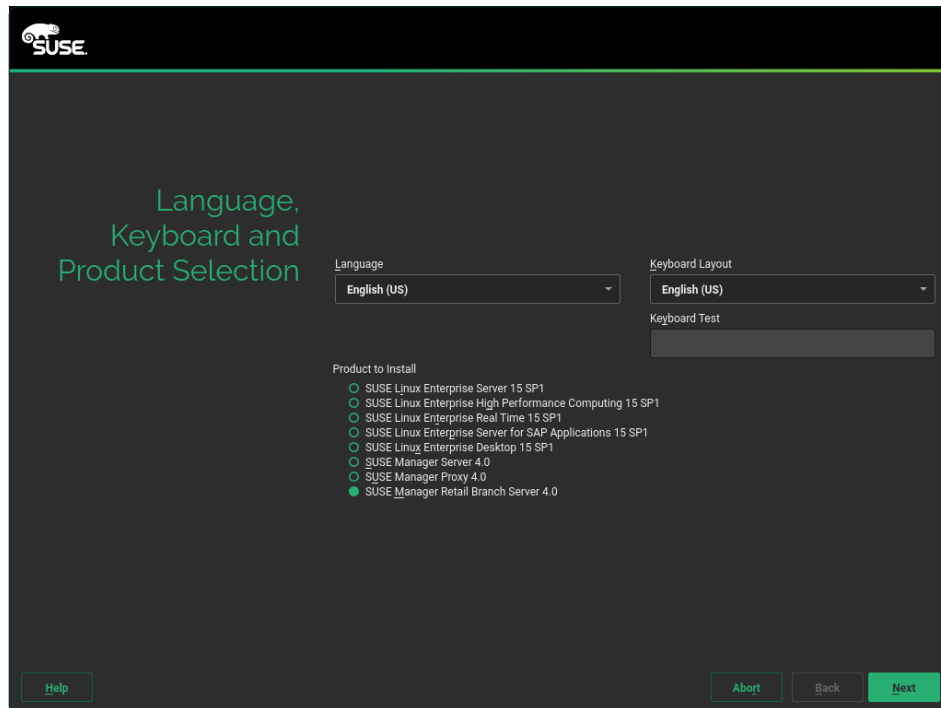 SUSE.
Language,
Keyboard and
Product Selection
Language
English (US)
Keyboard Layout
English (US)
Keyboard Test
Product to Install
SUSE Linux Enterprise Server 15 SP1
SUSE Linux Enterprise High Performance Computing 15 SP1
SUSE Linux Enterprise Real Time 15 SP1
SUSE Linux Enterprise Server for SAP Applications 15 SP1
SUSE Linux Enterprise Desktop 15 SP1
SUSE Manager Server 4.0
SUSE Manager Proxy 4.0
SUSE Manager Retail Branch Server 4.0
Help
Abort
Back
Next